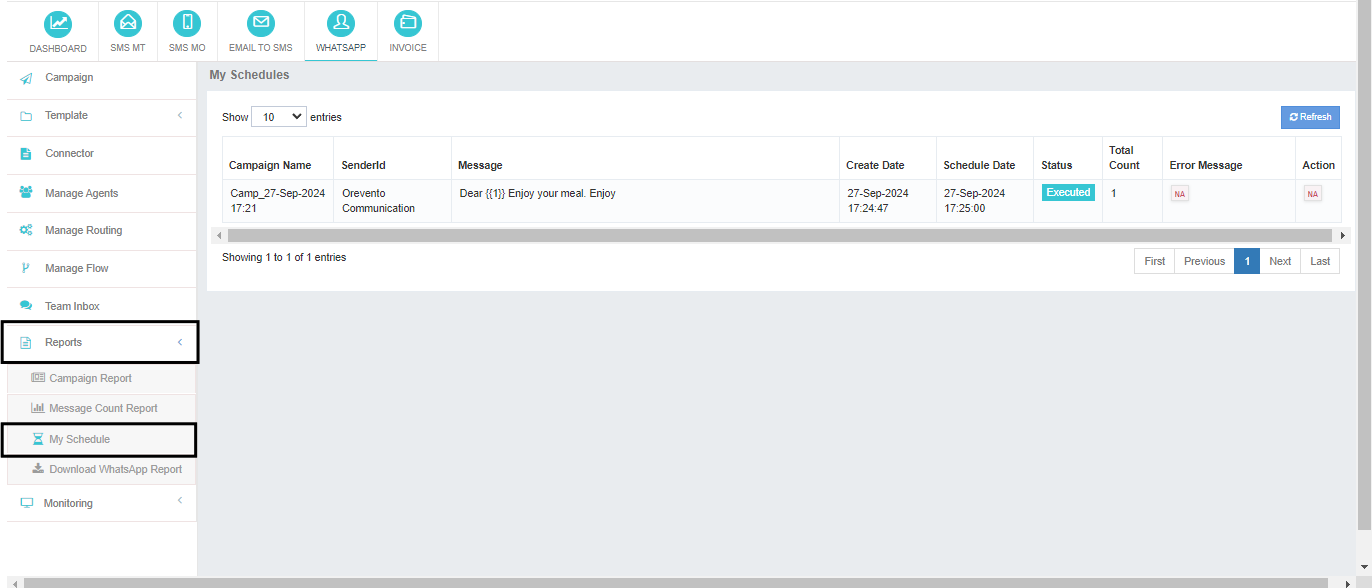 DASHBOARD SMS MT SMS MO EMAIL TO SMS WHATSAPP INVOICE
Campaign
Template
Connector
Manage Agents
Manage Routing
Manage Flow
Team Inbox
Reports
Campaign Report
Message Count Report
My Schedule
Download WhatsApp Report
Monitoring
My Schedules
Show 10 entries
Refresh
Campaign Name SenderId Message Create Date Schedule Date Status Total Count Error Message Action
Camp_27-Sep-2024 Orevento Dear {{1}} Enjoy your meal. Enjoy 27-Sep-2024 27-Sep-2024 Executed 1 NA NA
17:21 Communication 17:24:47 17:25:00
Showing 1 to 1 of 1 entries
First Previous 1 Next Last